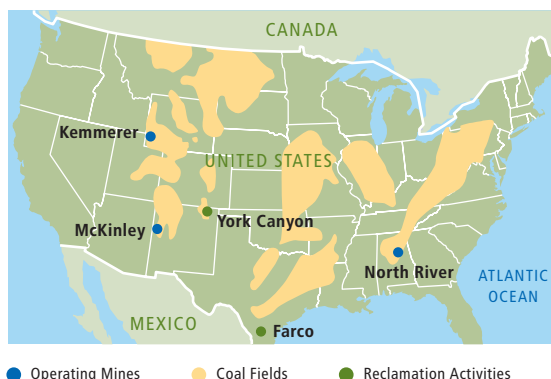 CANADA
Kemmerer
UNITED STATES
McKinley
York Canyon
North River
ATLANTIC
OCEAN
MEXICO
Farco
Operating Mines
Coal Fields
Reclamation Activities